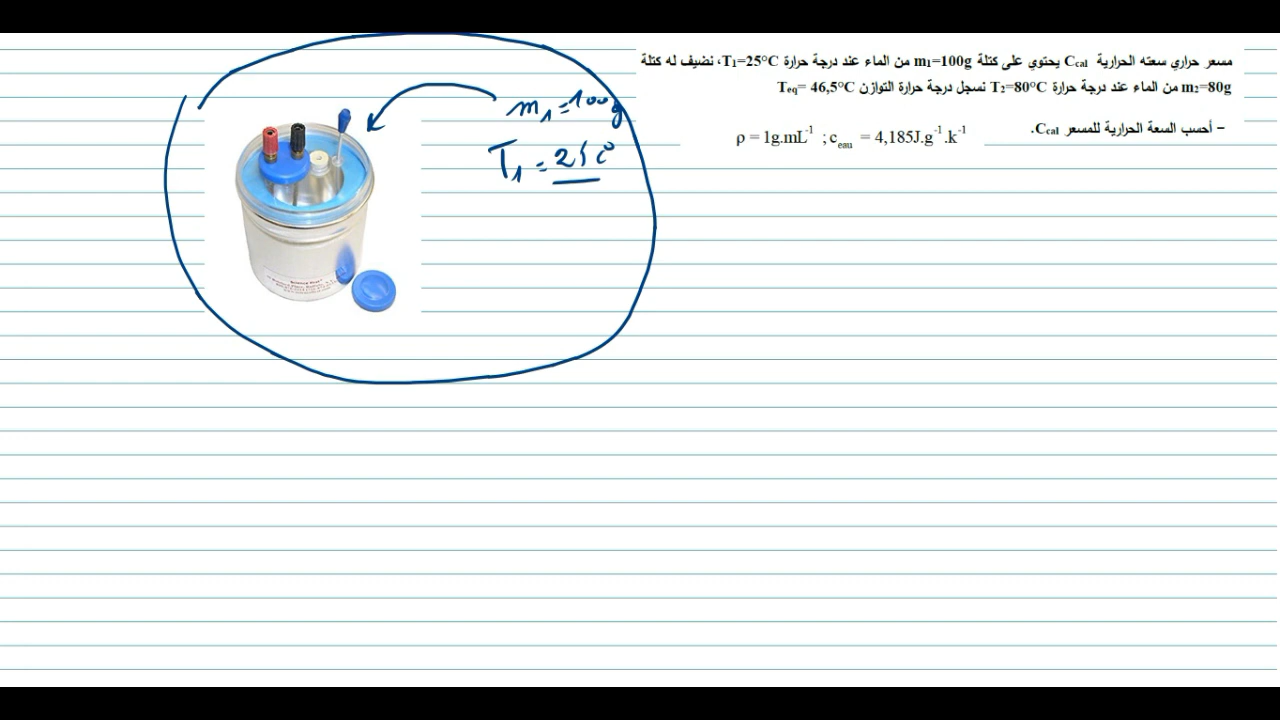 مسعر حراري سعته الحرارية Ccal يحتوي على كتلة m1=100g من الماء عند درجة حرارة T1=25°C، نضيف له كتلة
m2=80g من الماء عند درجة حرارة T2=80°C نسجل درجة حرارة التوازن Teq= 46,5°C
- أحسب السعة الحرارية للمسعر Ccal.
ρ = 1g.mL⁻¹ ; c_eau = 4,185J.g⁻¹.k⁻¹
m1=100g
T1=25c°